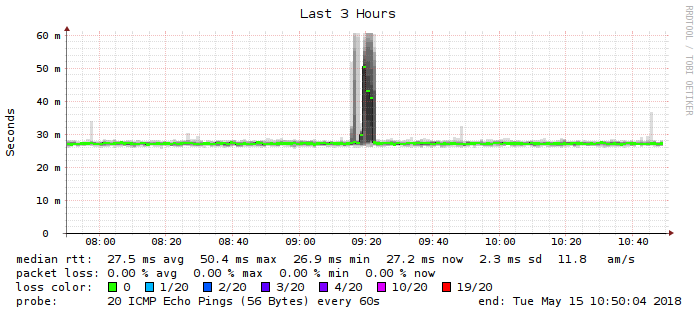 Last 3 Hours
RRDTOOL / TOBI OETIKER
Seconds
60 m
50 m
40 m
30 m
20 m
10 m
0
08:00 08:20 08:40 09:00 09:20 09:40 10:00 10:20 10:40
median rtt: 27.5 ms avg 50.4 ms max 26.9 ms min 27.2 ms now 2.3 ms sd 11.8 am/s
packet loss: 0.00 % avg 0.00 % max 0.00 % min 0.00 % now
loss color: 0 1/20 2/20 3/20 4/20 10/20 19/20
probe: 20 ICMP Echo Pings (56 Bytes) every 60s end: Tue May 15 10:50:04 2018